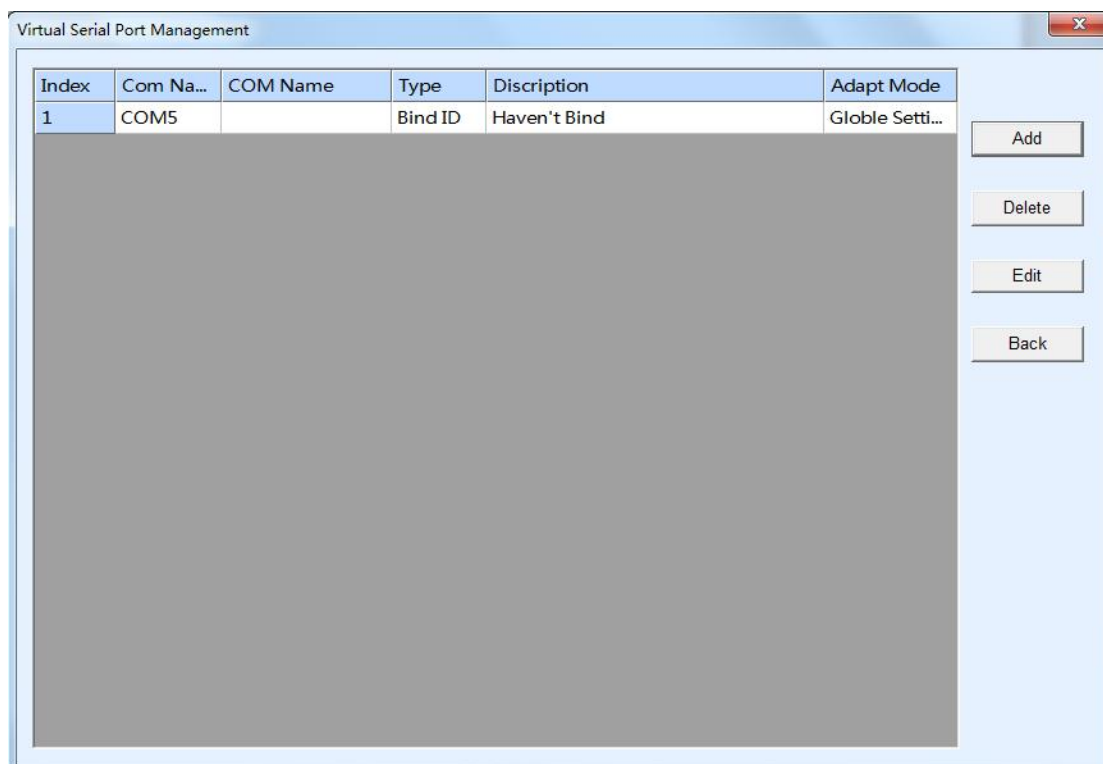 Virtual Serial Port Management
x
Index Com Na... COM Name Type Discription Adapt Mode
1 COM5 Bind ID Haven't Bind Globle Setti...
Add
Delete
Edit
Back